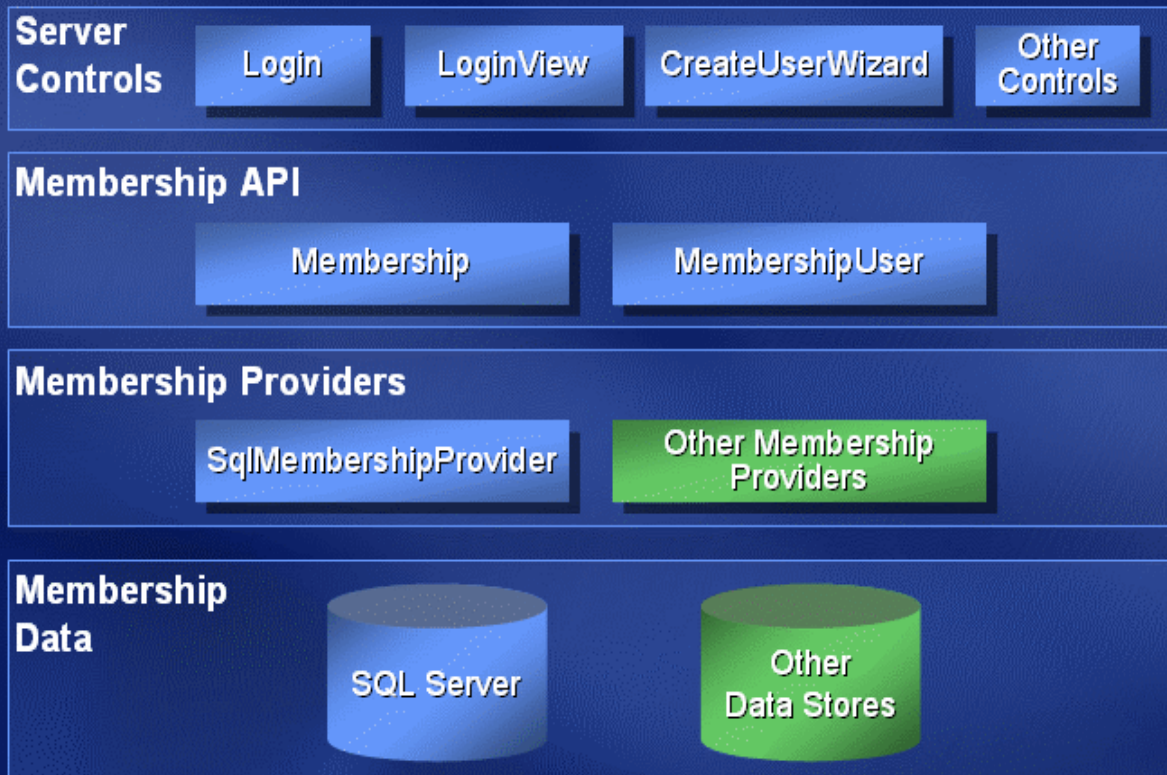 Server
Controls
Login
LoginView
CreateUserWizard
Other
Controls
Membership API
Membership
MembershipUser
Membership Providers
SqlMembershipProvider
Other Membership
Providers
Membership
Data
SQL Server
Other
Data Stores